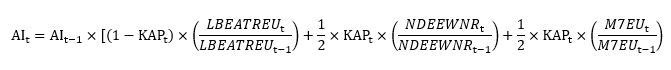 AI_t = AI_{t-1} × [(1 − KAP_t) × (LBEATREU_t / LBEATREU_{t-1}) + 1/2 × KAP_t × (NDEEWNR_t / NDEEWNR_{t-1}) + 1/2 × KAP_t × (M7EU_t / M7EU_{t-1})